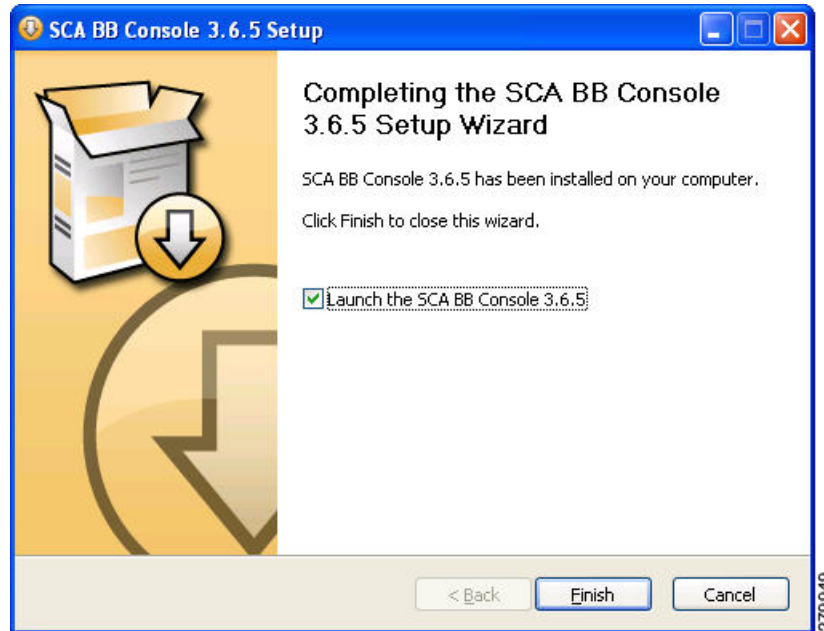 SCA BB Console 3.6.5 Setup
Completing the SCA BB Console
3.6.5 Setup Wizard
SCA BB Console 3.6.5 has been installed on your computer.
Click Finish to close this wizard.
Launch the SCA BB Console 3.6.5
< Back
Finish
Cancel